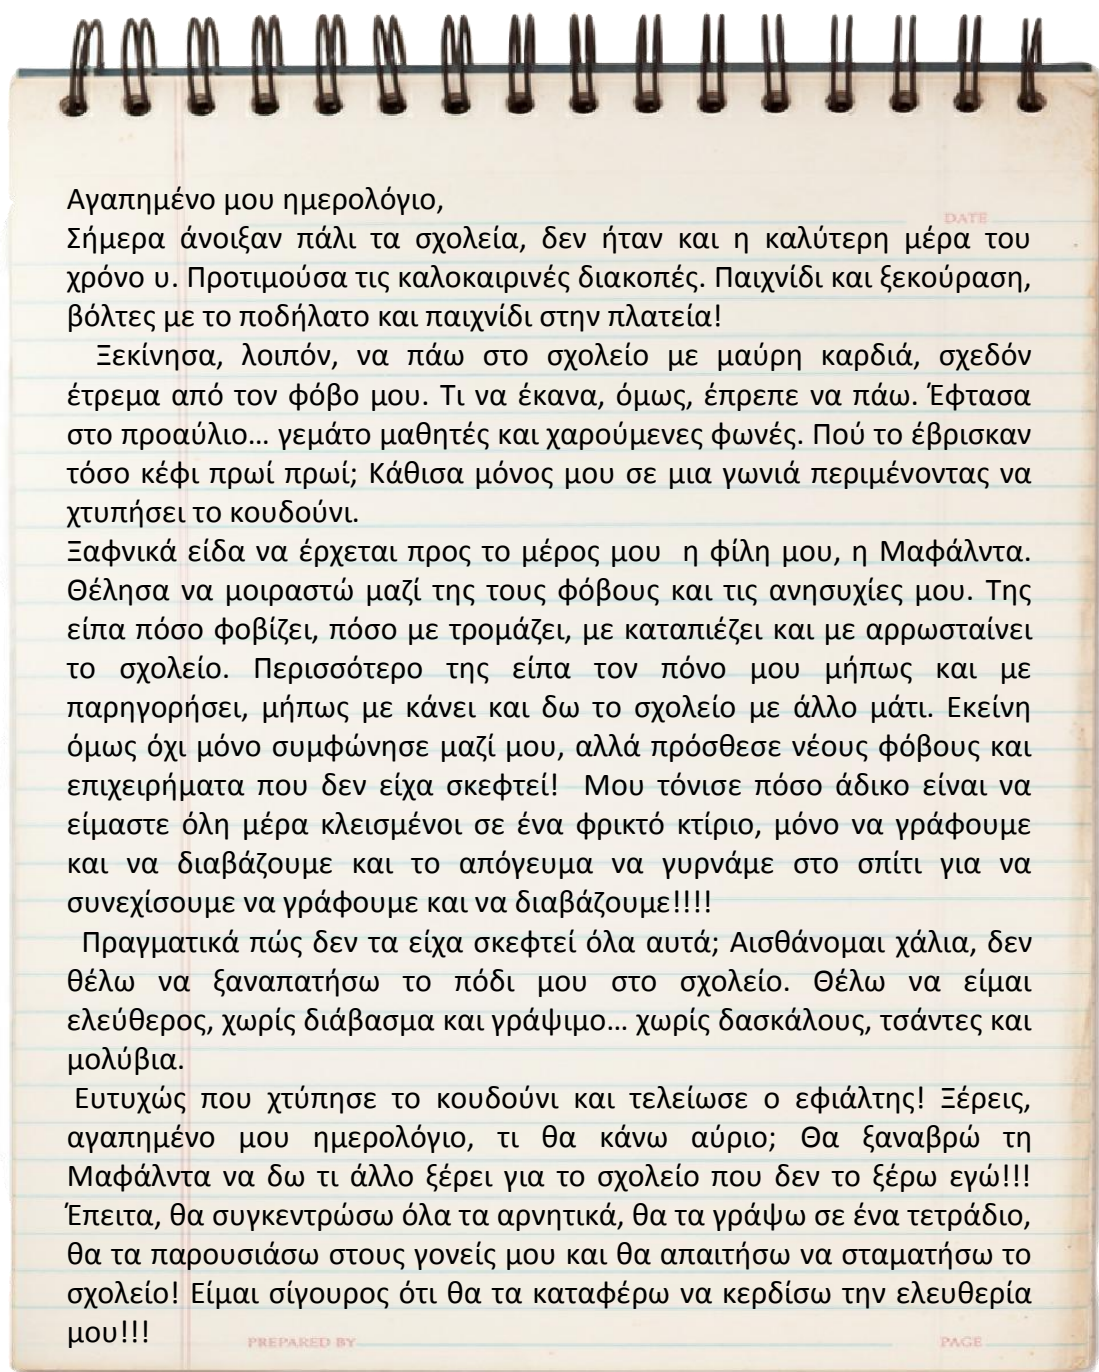 Αγαπημένο μου ημερολόγιο,
DATE
Σήμερα άνοιξαν πάλι τα σχολεία, δεν ήταν και η καλύτερη μέρα του
χρόνο υ. Προτιμούσα τις καλοκαιρινές διακοπές. Παιχνίδι και ξεκούραση,
βόλτες με το ποδήλατο και παιχνίδι στην πλατεία!
Ξεκίνησα, λοιπόν, να πάω στο σχολείο με μαύρη καρδιά, σχεδόν
έτρεμα από τον φόβο μου. Τι να έκανα, όμως, έπρεπε να πάω. Έφτασα
στο προαύλιο… γεμάτο μαθητές και χαρούμενες φωνές. Πού το έβρισκαν
τόσο κέφι πρωί πρωί; Κάθισα μόνος μου σε μια γωνιά περιμένοντας να
χτυπήσει το κουδούνι.
Ξαφνικά είδα να έρχεται προς το μέρος μου  η φίλη μου, η Μαφάλντα.
Θέλησα να μοιραστώ μαζί της τους φόβους και τις ανησυχίες μου. Της
είπα πόσο φοβίζει, πόσο με τρομάζει, με καταπιέζει και με αρρωσταίνει
το σχολείο. Περισσότερο της είπα τον πόνο μου μήπως και με
παρηγορήσει, μήπως με κάνει και δω το σχολείο με άλλο μάτι. Εκείνη
όμως όχι μόνο συμφώνησε μαζί μου, αλλά πρόσθεσε νέους φόβους και
επιχειρήματα που δεν είχα σκεφτεί!  Μου τόνισε πόσο άδικο είναι να
είμαστε όλη μέρα κλεισμένοι σε ένα φρικτό κτίριο, μόνο να γράφουμε
και να διαβάζουμε και το απόγευμα να γυρνάμε στο σπίτι για να
συνεχίσουμε να γράφουμε και να διαβάζουμε!!!!
Πραγματικά πώς δεν τα είχα σκεφτεί όλα αυτά; Αισθάνομαι χάλια, δεν
θέλω να ξαναπατήσω το πόδι μου στο σχολείο. Θέλω να είμαι
ελεύθερος, χωρίς διάβασμα και γράψιμο… χωρίς δασκάλους, τσάντες και
μολύβια.
Ευτυχώς που χτύπησε το κουδούνι και τελείωσε ο εφιάλτης! Ξέρεις,
αγαπημένο μου ημερολόγιο, τι θα κάνω αύριο; Θα ξαναβρώ τη
Μαφάλντα να δω τι άλλο ξέρει για το σχολείο που δεν το ξέρω εγώ!!!
Έπειτα, θα συγκεντρώσω όλα τα αρνητικά, θα τα γράψω σε ένα τετράδιο,
θα τα παρουσιάσω στους γονείς μου και θα απαιτήσω να σταματήσω το
σχολείο! Είμαι σίγουρος ότι θα τα καταφέρω να κερδίσω την ελευθερία
μου!!!
PREPARED BY PAGE